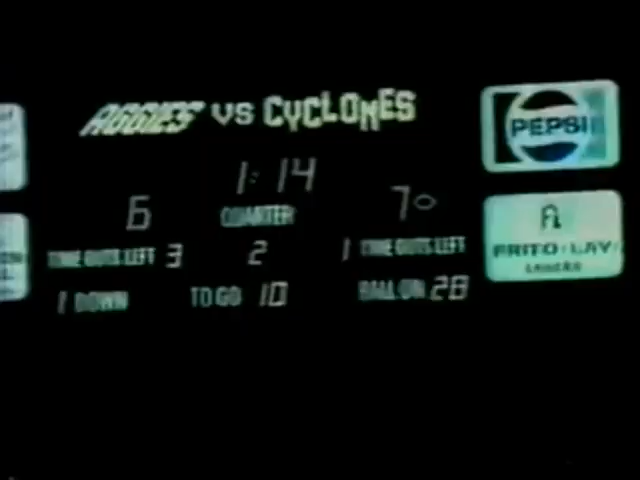 AGGIES VS CYCLONES
PEPSI
1:14
6
7
QUARTER
TIME OUTS LEFT 3
2
1 TIME OUTS LEFT
FRITO-LAY
SNACKS
1 DOWN
TO GO 10
BALL ON 28